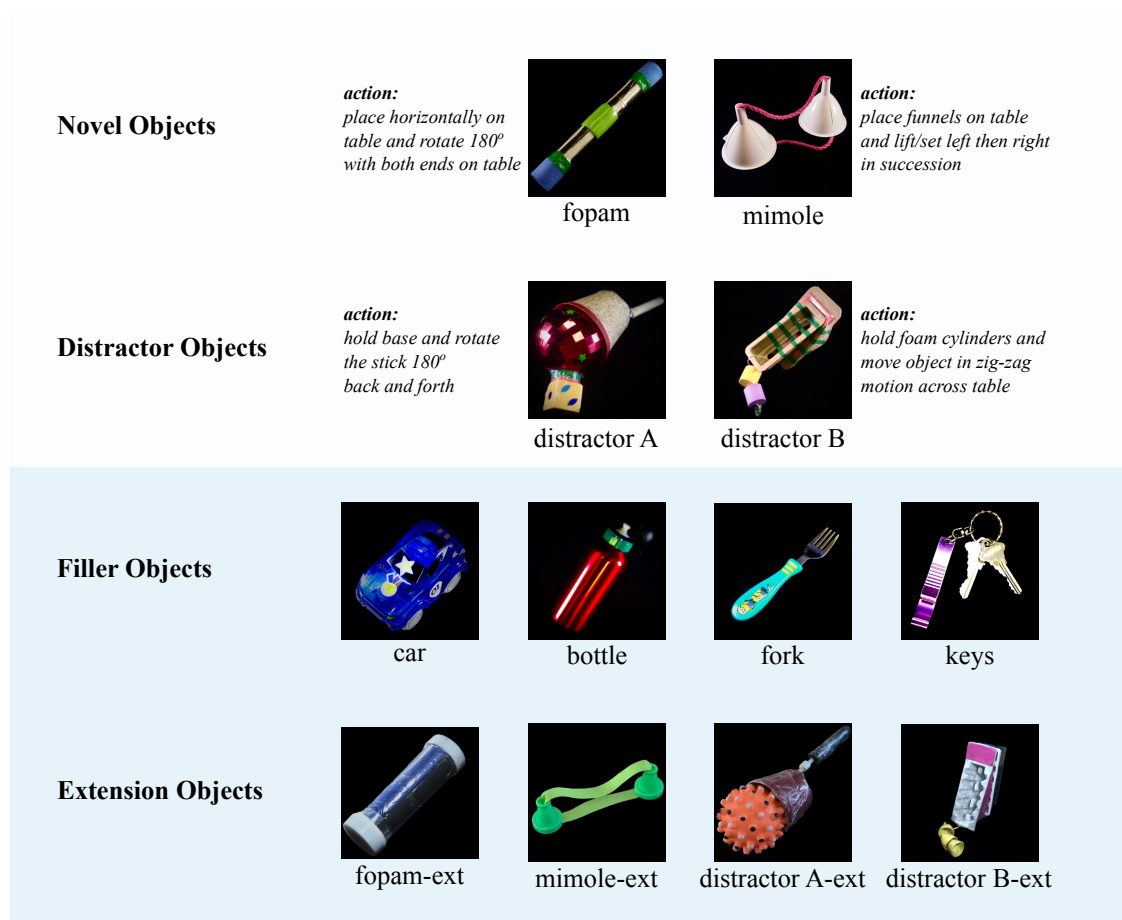 Novel Objects
action:
place horizontally on
table and rotate 180º
with both ends on table
fopam
mimole
action:
place funnels on table
and lift/set left then right
in succession
Distractor Objects
action:
hold base and rotate
the stick 180º
back and forth
distractor A
distractor B
action:
hold foam cylinders and
move object in zig-zag
motion across table
Filler Objects
car
bottle
fork
keys
Extension Objects
fopam-ext
mimole-ext
distractor A-ext
distractor B-ext